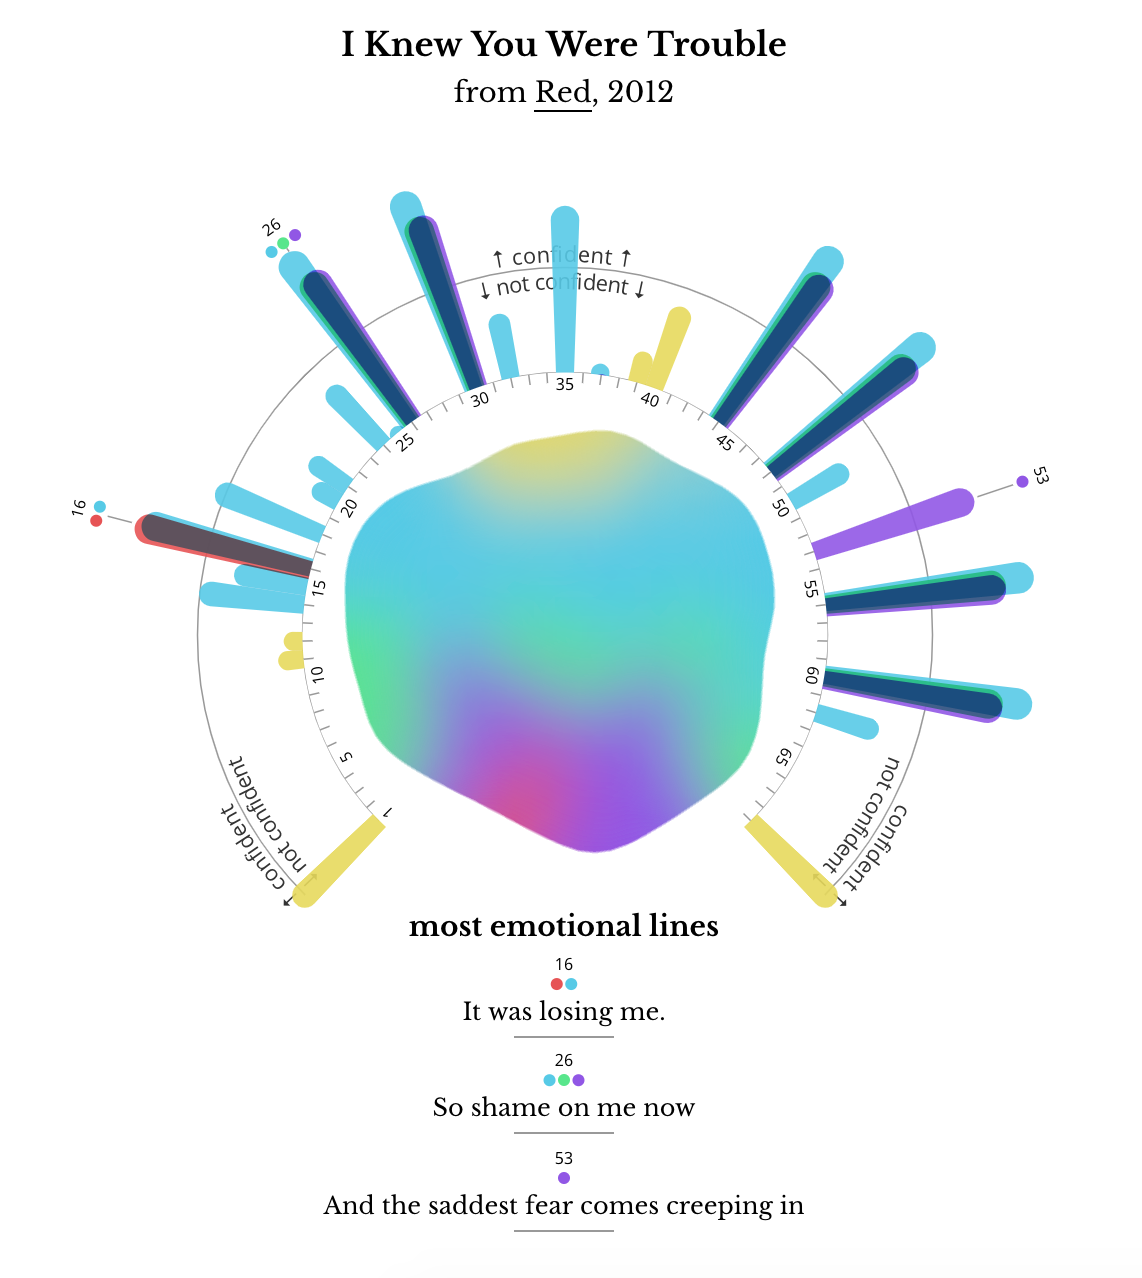 I Knew You Were Trouble
from Red, 2012
↑ confident ↑
↓ not confident ↓
26
16
53
1
5
10
15
20
25
30
35
40
45
50
55
60
65
not confident
confident
not confident
confident
most emotional lines
16
It was losing me.
26
So shame on me now
53
And the saddest fear comes creeping in